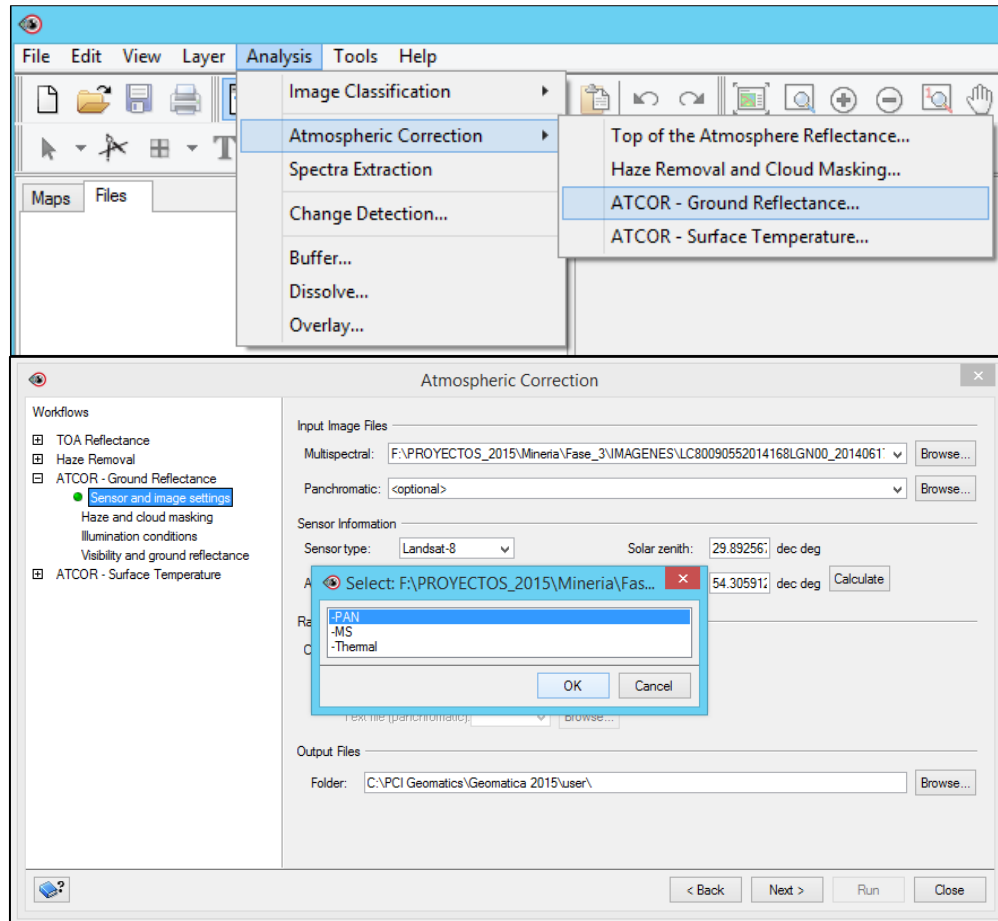 File Edit View Layer Analysis Tools Help
Image Classification
Atmospheric Correction
Spectra Extraction
Change Detection...
Buffer...
Dissolve...
Overlay...
Top of the Atmosphere Reflectance...
Haze Removal and Cloud Masking...
ATCOR - Ground Reflectance...
ATCOR - Surface Temperature...
Maps Files
Atmospheric Correction
Workflows
TOA Reflectance
Haze Removal
ATCOR - Ground Reflectance
Sensor and image settings
Haze and cloud masking
Illumination conditions
Visibility and ground reflectance
ATCOR - Surface Temperature
Input Image Files
Multispectral: F:\PROYECTOS_2015\Mineria\Fase_3\IMAGENES\LC80090552014168LGN00_2014061 Browse...
Panchromatic: <optional> Browse...
Sensor Information
Sensor type: Landsat-8 Solar zenith: 29.892567 dec deg
54.305912 dec deg Calculate
Select: F:\PROYECTOS_2015\Mineria\Fas...
-PAN
-MS
-Thermal
OK Cancel
Text file (panchromatic): Browse...
Output Files
Folder: C:\PCI Geomatics\Geomatica 2015\user\ Browse...
< Back Next > Run Close